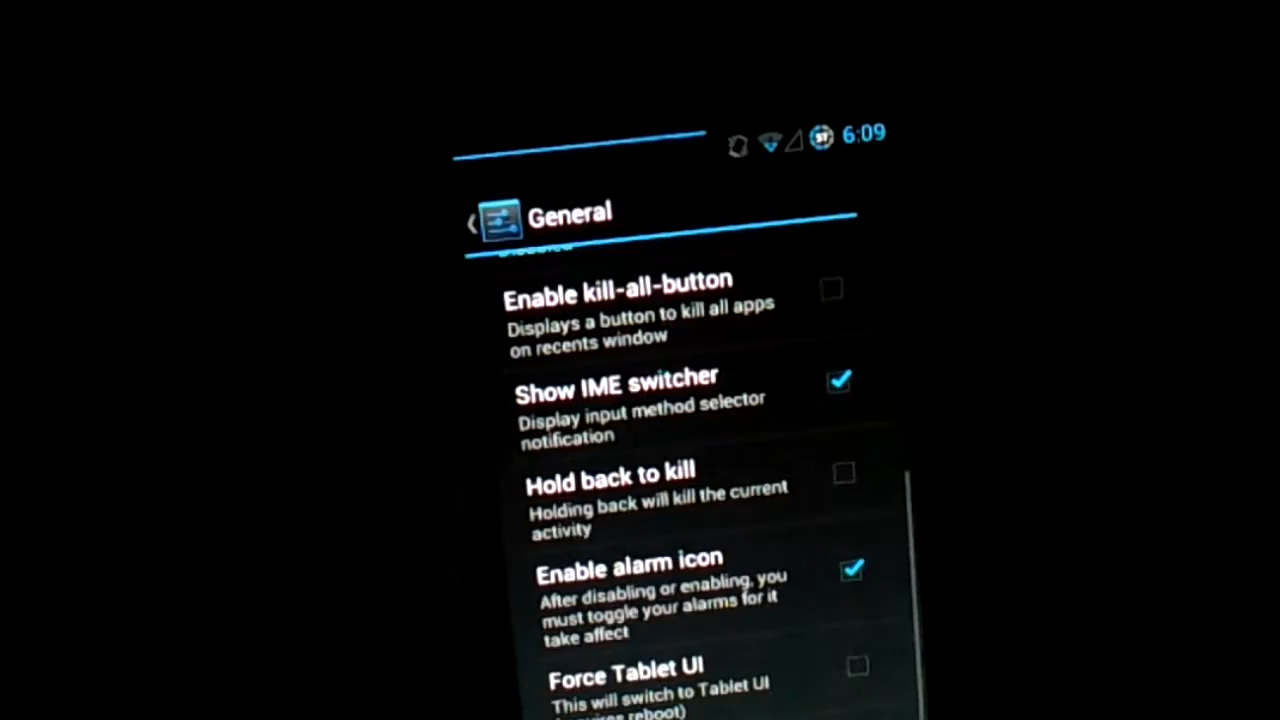 6:09
General
Enable kill-all-button
Displays a button to kill all apps
on recents window
Show IME switcher
Display input method selector
notification
Hold back to kill
Holding back will kill the current
activity
Enable alarm icon
After disabling or enabling, you
must toggle your alarms for it
take affect
Force Tablet UI
This will switch to Tablet UI
reboot)